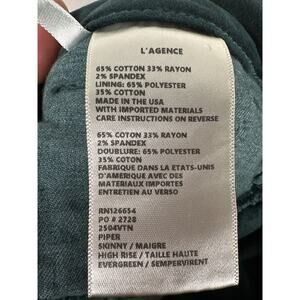 L'AGENCE
65% COTTON 33% RAYON
2% SPANDEX
LINING: 65% POLYESTER
35% COTTON
MADE IN THE USA
WITH IMPORTED MATERIALS
CARE INSTRUCTIONS ON REVERSE
65% COTTON 33% RAYON
2% SPANDEX
DOUBLURE: 65% POLYESTER
35% COTON
FABRIQUE DANS LA ETATS-UNIS
D'AMERIQUE AVEC DES
MATERIAUX IMPORTES
ENTRETIEN AU VERSO
RN126654
PO # 2728
2504VTN
PIPER
SKINNY / MAIGRE
HIGH RISE / TAILLE HAUTE
EVERGREEN / SEMPERVIRENT